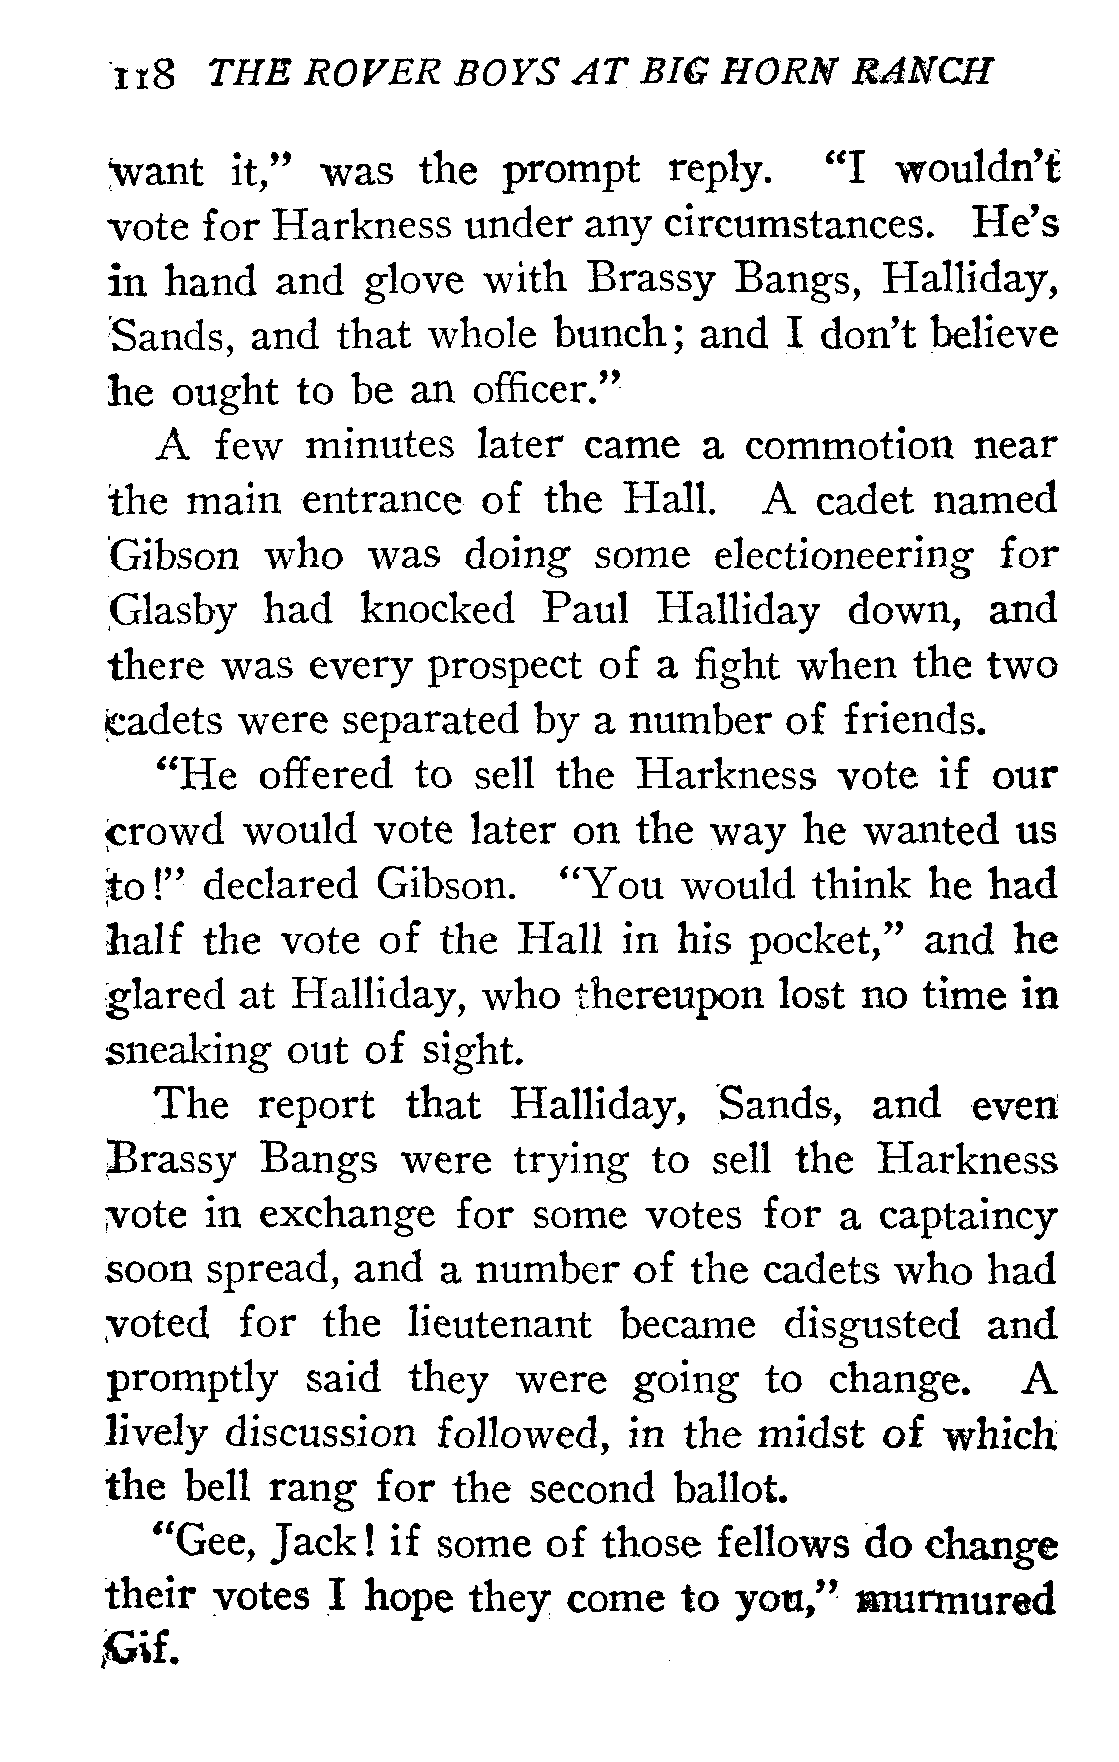 118 THE ROVER BOYS AT BIG HORN RANCH
want it,” was the prompt reply. “I wouldn’t
vote for Harkness under any circumstances. He’s
in hand and glove with Brassy Bangs, Halliday,
Sands, and that whole bunch; and I don’t believe
he ought to be an officer.”
A few minutes later came a commotion near
the main entrance of the Hall. A cadet named
Gibson who was doing some electioneering for
Glasby had knocked Paul Halliday down, and
there was every prospect of a fight when the two
cadets were separated by a number of friends.
“He offered to sell the Harkness vote if our
crowd would vote later on the way he wanted us
to!” declared Gibson. “You would think he had
half the vote of the Hall in his pocket,” and he
glared at Halliday, who thereupon lost no time in
sneaking out of sight.
The report that Halliday, Sands, and even
Brassy Bangs were trying to sell the Harkness
vote in exchange for some votes for a captaincy
soon spread, and a number of the cadets who had
voted for the lieutenant became disgusted and
promptly said they were going to change. A
lively discussion followed, in the midst of which
the bell rang for the second ballot.
“Gee, Jack! if some of those fellows do change
their votes I hope they come to you,” murmured
Gif.